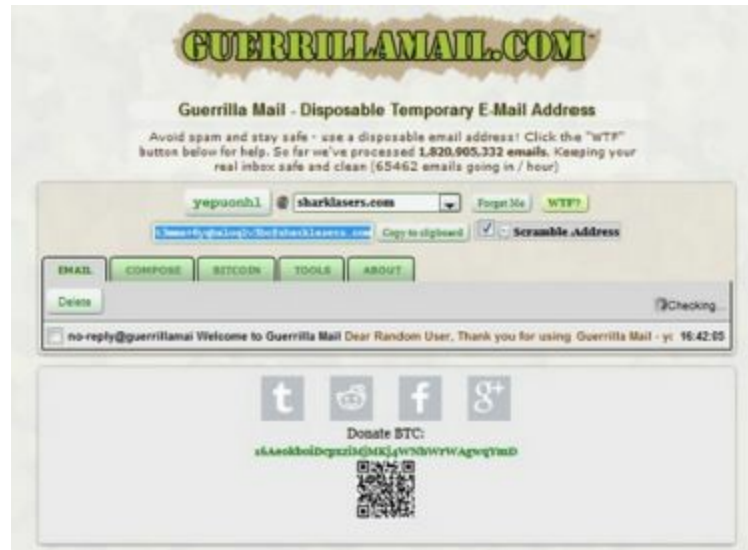 GUERRILLAMAIL.COM
Guerrilla Mail - Disposable Temporary E-Mail Address
Avoid spam and stay safe - use a disposable email address! Click the "WTF"
button below for help. So far we've processed 1,820,905,332 emails, Keeping your
real inbox safe and clean (65462 emails going in / hour)
yepuonh1 @ sharklasers.com Forget Me WTF?
Copy to clipboard Scramble Address
EMAIL COMPOSE BITCOIN TOOLS ABOUT
Delete Checking...
no-reply@guerrillamai Welcome to Guerrilla Mail Dear Random User, Thank you for using Guerrilla Mail - yc 16:42:05
t f g+
Donate BTC: